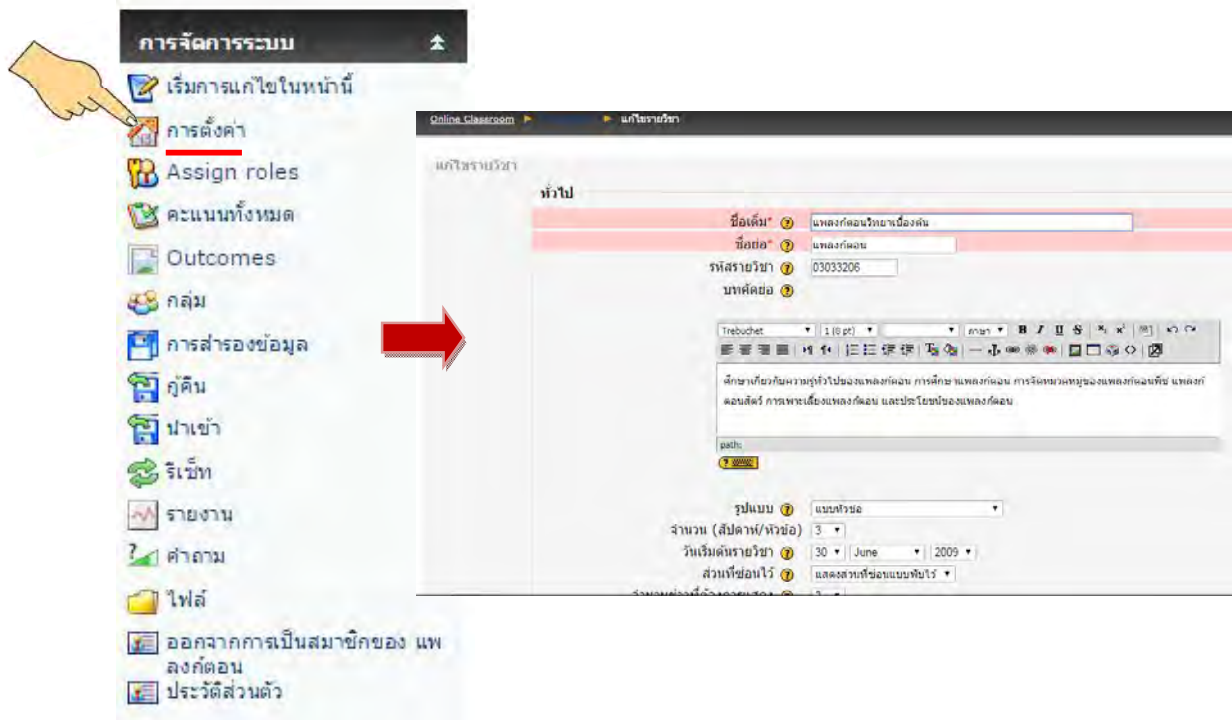 การจัดการระบบ
เริ่มการแก้ไขในหน้านี้
การตั้งค่า
Assign roles
คะแนนทั้งหมด
Outcomes
กลุ่ม
การสำรองข้อมูล
กู้คืน
นำเข้า
รีเซ็ท
รายงาน
คำถาม
ไฟล์
ออกจากการเป็นสมาชิกของ แพ
ลงก์ตอน
ประวัติส่วนตัว
Online Classroom ► ► แก้ไขรายวิชา
แก้ไขรายวิชา
ทั่วไป
ชื่อเต็ม* แพลงก์ตอนวิทยาเบื้องต้น
ชื่อย่อ* แพลงก์ตอน
รหัสรายวิชา 03033206
บทคัดย่อ
Trebuchet 1 (8 pt) ภาษา B I U S
ศึกษาเกี่ยวกับความรู้ทั่วไปของแพลงก์ตอน การศึกษาแพลงก์ตอน การจัดหมวดหมู่ของแพลงก์ตอนพืช แพลงก์
ตอนสัตว์ การเพาะเลี้ยงแพลงก์ตอน และประโยชน์ของแพลงก์ตอน
path:
รูปแบบ แบบหัวข้อ
จำนวน (สัปดาห์/หัวข้อ) 3
วันเริ่มต้นรายวิชา 30 June 2009
ส่วนที่ซ่อนไว้ แสดงส่วนที่ซ่อนแบบพับไว้